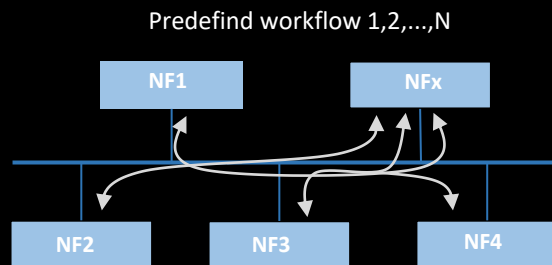 Predefind workflow 1,2,...,N
NF1
NFx
NF2
NF3
NF4